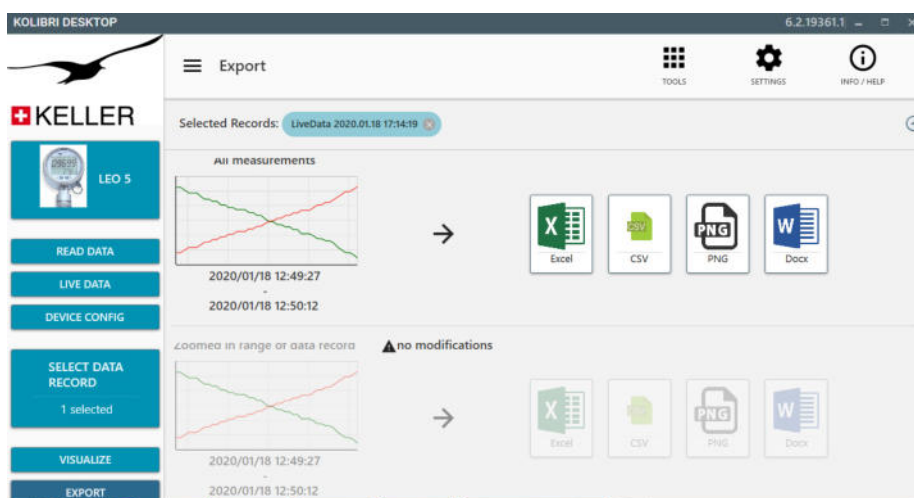 KOLIBRI DESKTOP
6.2.19361.1
KELLER
LEO 5
READ DATA
LIVE DATA
DEVICE CONFIG
SELECT DATA
RECORD
1 selected
VISUALIZE
EXPORT
Export
TOOLS
SETTINGS
INFO / HELP
Selected Records: LiveData 2020.01.18 17:14:19
All measurements
2020/01/18 12:49:27
-
2020/01/18 12:50:12
Excel
CSV
PNG
Docx
Zoomed in range of data record
no modifications
2020/01/18 12:49:27
-
2020/01/18 12:50:12
Excel
CSV
PNG
Docx